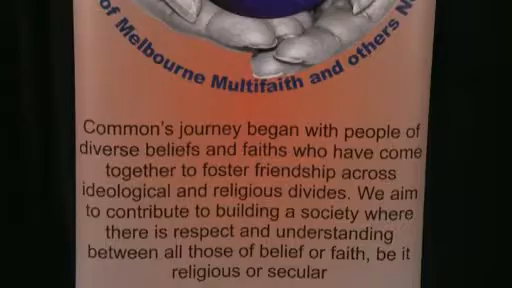 of Melbourne Multifaith and others
Common's journey began with people of
diverse beliefs and faiths who have come
together to foster friendship across
ideological and religious divides. We aim
to contribute to building a society where
there is respect and understanding
between all those of belief or faith, be it
religious or secular